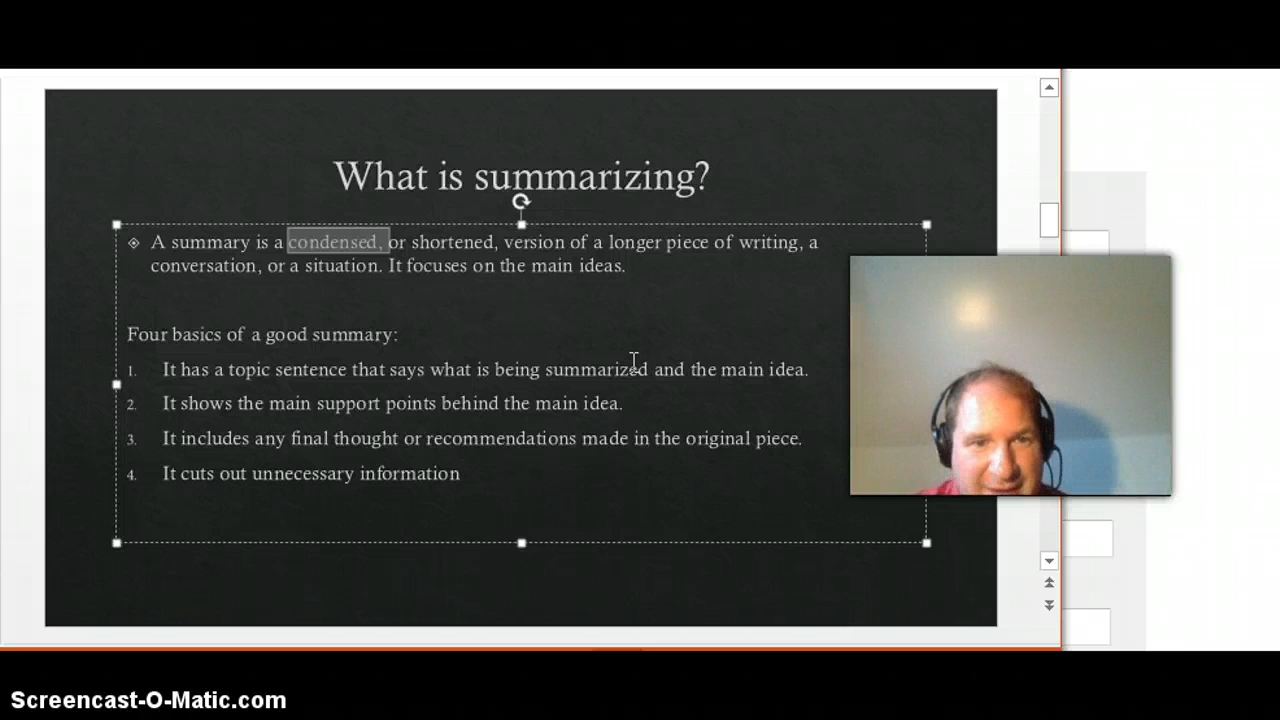 What is summarizing?
A summary is a condensed, or shortened, version of a longer piece of writing, a
conversation, or a situation. It focuses on the main ideas.
Four basics of a good summary:
1. It has a topic sentence that says what is being summarized and the main idea.
2. It shows the main support points behind the main idea.
3. It includes any final thought or recommendations made in the original piece.
4. It cuts out unnecessary information
Screencast-O-Matic.com